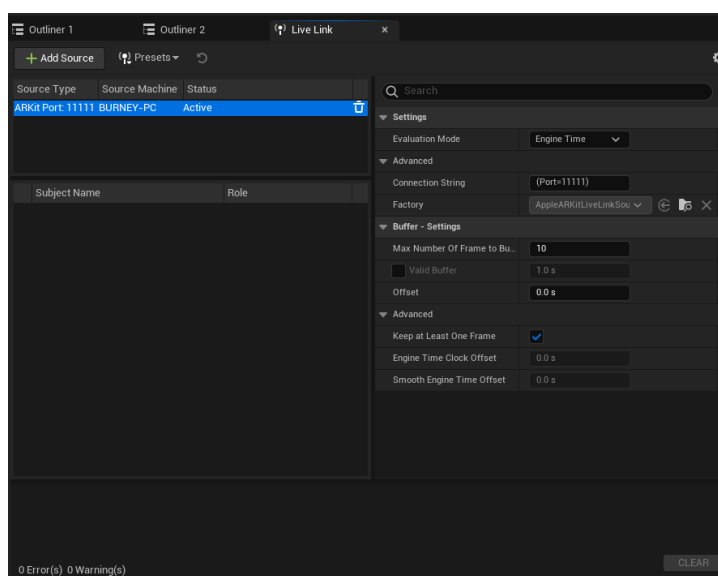 Outliner 1 Outliner 2 Live Link
Add Source Presets
Source Type Source Machine Status
ARKit Port: 11111 BURNEY-PC Active
Subject Name Role
Search
Settings
Evaluation Mode Engine Time
Advanced
Connection String (Port=11111)
Factory AppleARKitLiveLinkSou
Buffer - Settings
Max Number Of Frame to Bu..
10
Valid Buffer 1.0 s
Offset 0.0 s
Advanced
Keep at Least One Frame
Engine Time Clock Offset 0.0 s
Smooth Engine Time Offset 0.0 s
0 Error(s) 0 Warning(s)
CLEAR